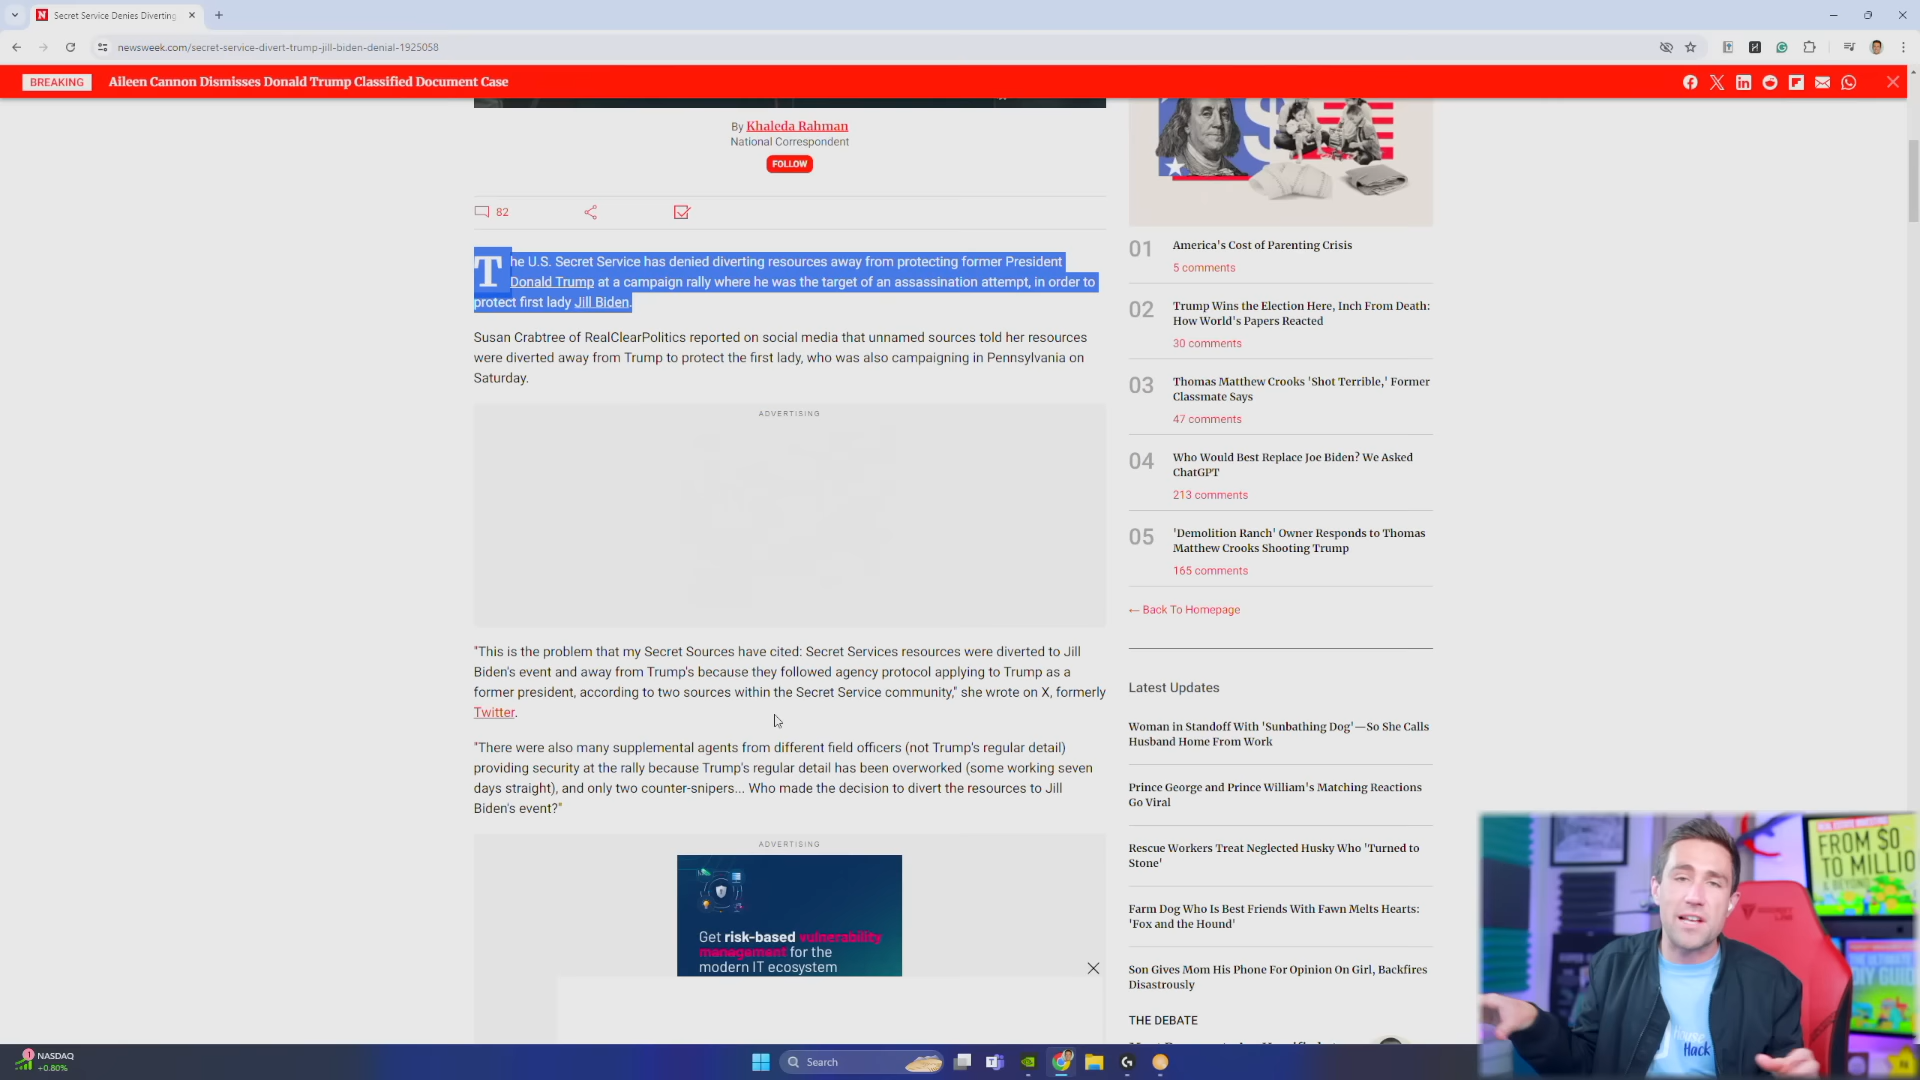 Secret Service Denies Diverting
newsweek.com/secret-service-divert-trump-jill-biden-denial-1925058
BREAKING
Aileen Cannon Dismisses Donald Trump Classified Document Case
By Khaleda Rahman
National Correspondent
FOLLOW
82
The U.S. Secret Service has denied diverting resources away from protecting former President
Donald Trump at a campaign rally where he was the target of an assassination attempt, in order to
protect first lady Jill Biden.
Susan Crabtree of RealClearPolitics reported on social media that unnamed sources told her resources
were diverted away from Trump to protect the first lady, who was also campaigning in Pennsylvania on
Saturday.
ADVERTISING
"This is the problem that my Secret Sources have cited: Secret Services resources were diverted to Jill
Biden's event and away from Trump's because they followed agency protocol applying to Trump as a
former president, according to two sources within the Secret Service community," she wrote on X, formerly
Twitter.
"There were also many supplemental agents from different field officers (not Trump's regular detail)
providing security at the rally because Trump's regular detail has been overworked (some working seven
days straight), and only two counter-snipers... Who made the decision to divert the resources to Jill
Biden's event?"
ADVERTISING
Get risk-based vulnerability
management for the
modern IT ecosystem
01
America's Cost of Parenting Crisis
5 comments
02
Trump Wins the Election Here, Inch From Death:
How World's Papers Reacted
30 comments
03
Thomas Matthew Crooks 'Shot Terrible,' Former
Classmate Says
47 comments
04
Who Would Best Replace Joe Biden? We Asked
ChatGPT
213 comments
05
'Demolition Ranch' Owner Responds to Thomas
Matthew Crooks Shooting Trump
165 comments
← Back To Homepage
Latest Updates
Woman in Standoff With 'Sunbathing Dog'—So She Calls
Husband Home From Work
Prince George and Prince William's Matching Reactions
Go Viral
Rescue Workers Treat Neglected Husky Who 'Turned to
Stone'
Farm Dog Who Is Best Friends With Fawn Melts Hearts:
'Fox and the Hound'
Son Gives Mom His Phone For Opinion On Girl, Backfires
Disastrously
THE DEBATE
FROM $0
TO MILLIO
Hack
1
NASDAQ
+0.80%
Search